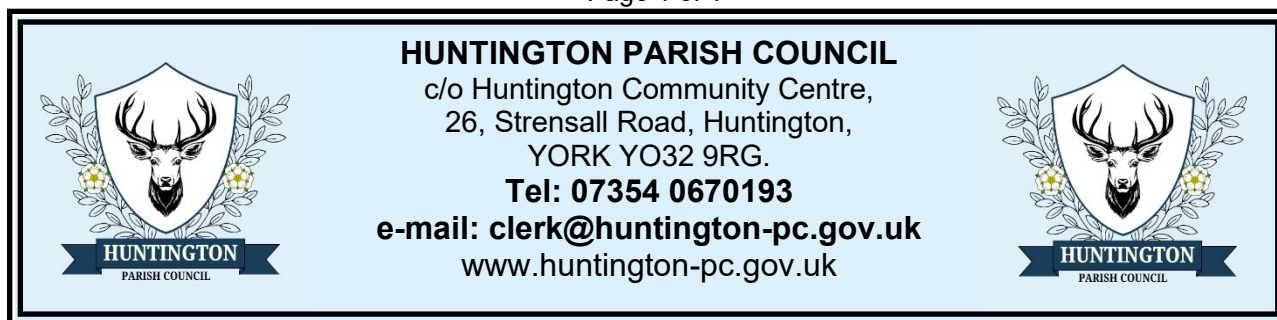 HUNTINGTON PARISH COUNCIL
c/o Huntington Community Centre,
26, Strensall Road, Huntington,
YORK YO32 9RG.
Tel: 07354 0670193
e-mail: clerk@huntington-pc.gov.uk
www.huntington-pc.gov.uk
HUNTINGTON
PARISH COUNCIL
HUNTINGTON
PARISH COUNCIL